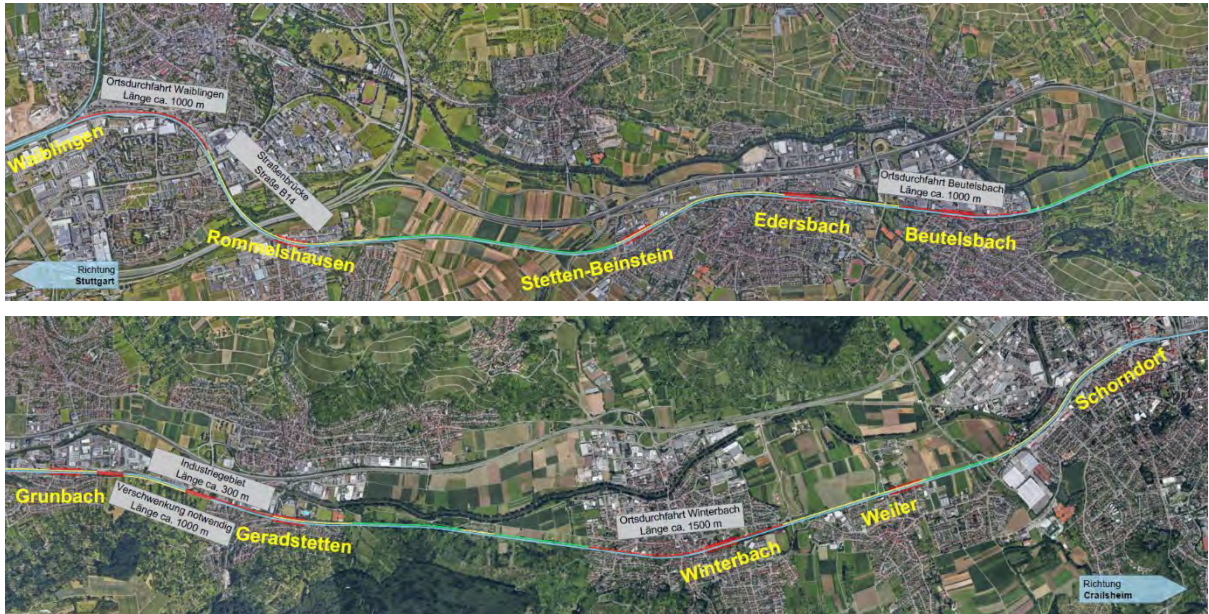 Ortsdurchfahrt Waiblingen
Länge ca. 1000 m
Waiblingen
Straßenbrücke
Straße B14
Rommelshausen
Stetten-Beinstein
Edersbach
Ortsdurchfahrt Beutelsbach
Länge ca. 1000 m
Beutelsbach
Richtung
Stuttgart
Grunbach
Industriegebiet
Länge ca. 300 m
Verschwenkung notwendig
Länge ca. 1000 m
Geradstetten
Ortsdurchfahrt Winterbach
Länge ca. 1500 m
Winterbach
Weiler
Schorndorf
Richtung
Crailsheim